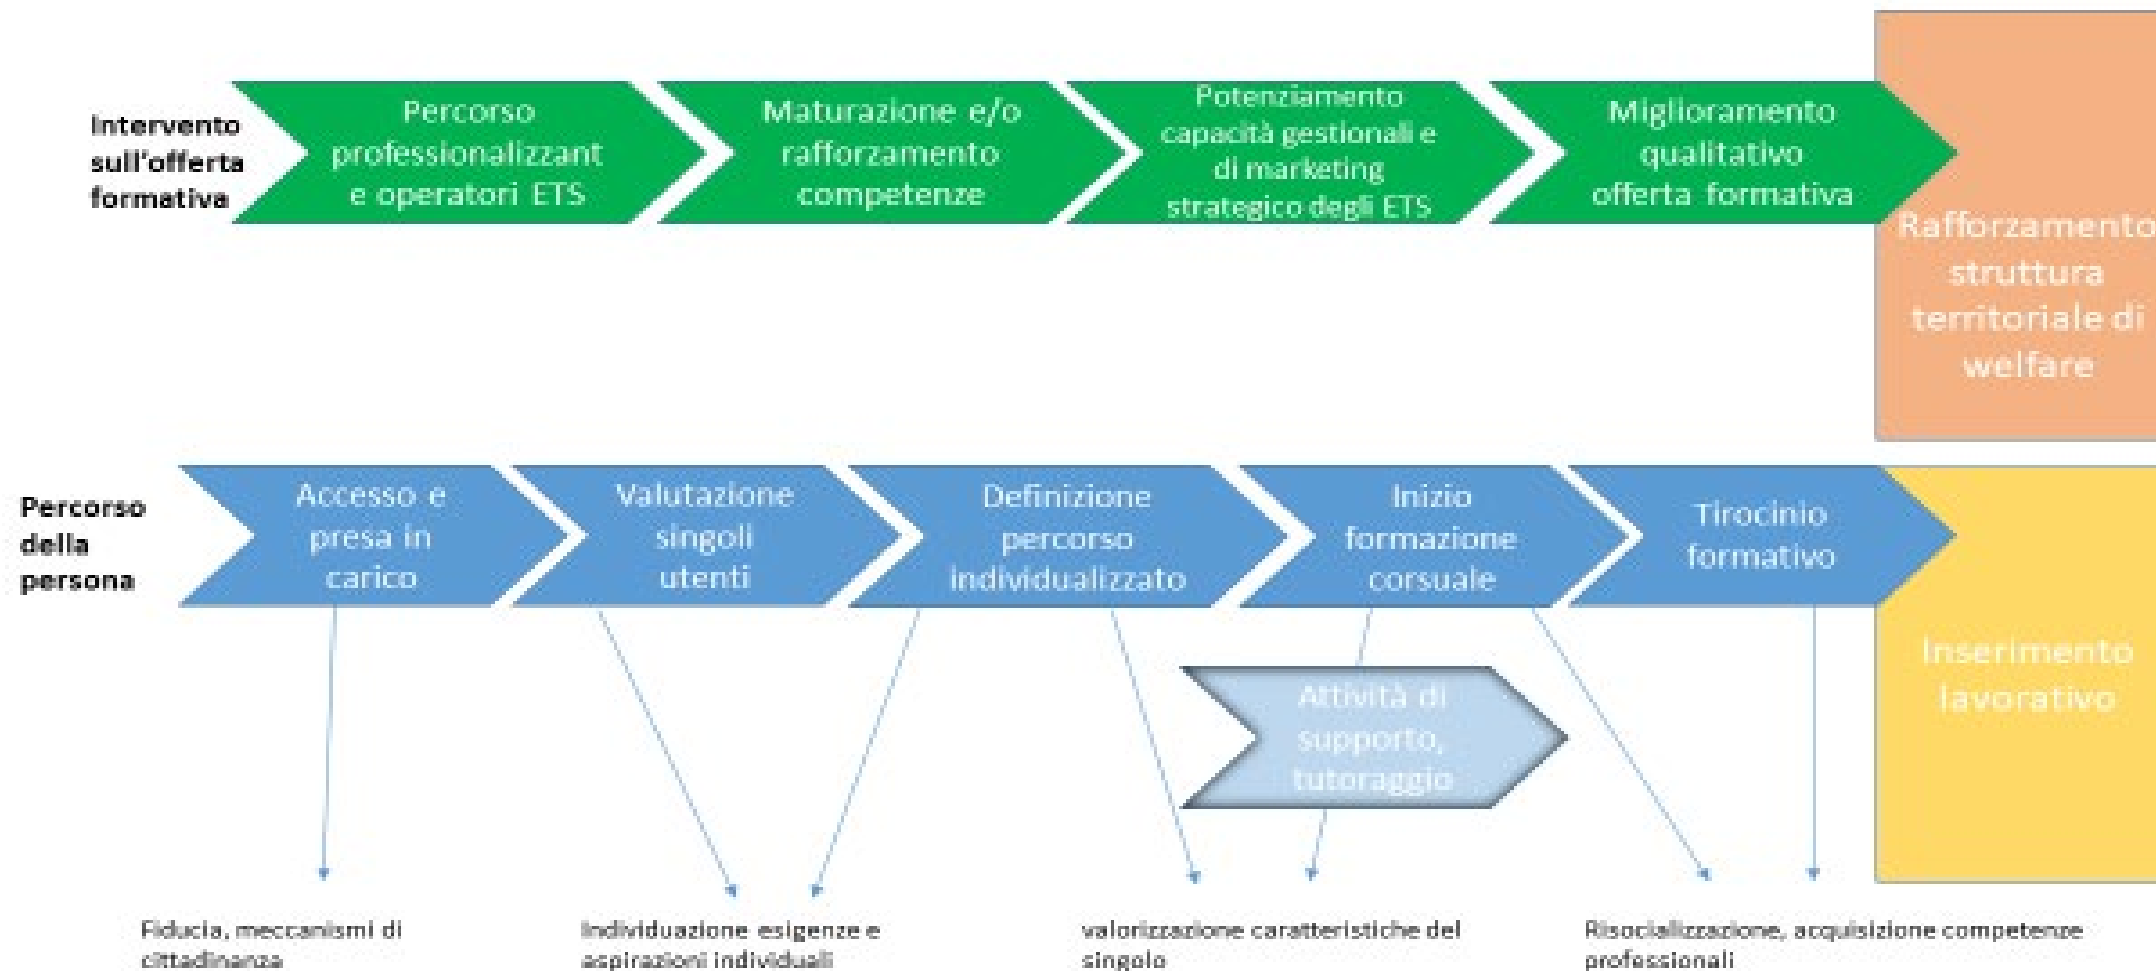 Intervento
sull'offerta
formativa
Percorso
professionalizzant
e operatori ETS
Maturazione e/o
rafforzamento
competenze
Potenziamento
capacità gestionali e
di marketing
strategico degli ETS
Miglioramento
qualitativo
offerta formativa
Rafforzamento
struttura
territoriale di
welfare
Percorso
della
persona
Accesso e
presa in
carico
Valutazione
singoli
utenti
Definizione
percorso
individualizzato
Inizio
formazione
corsuale
Tirocinio
formativo
Inserimento
lavorativo
Attività di
supporto,
tutoraggio
Fiducia, meccanismi di
cittadinanza
Individuazione esigenze e
aspirazioni individuali
valorizzazione caratteristiche del
singolo
Risocializzazione, acquisizione competenze
professionali